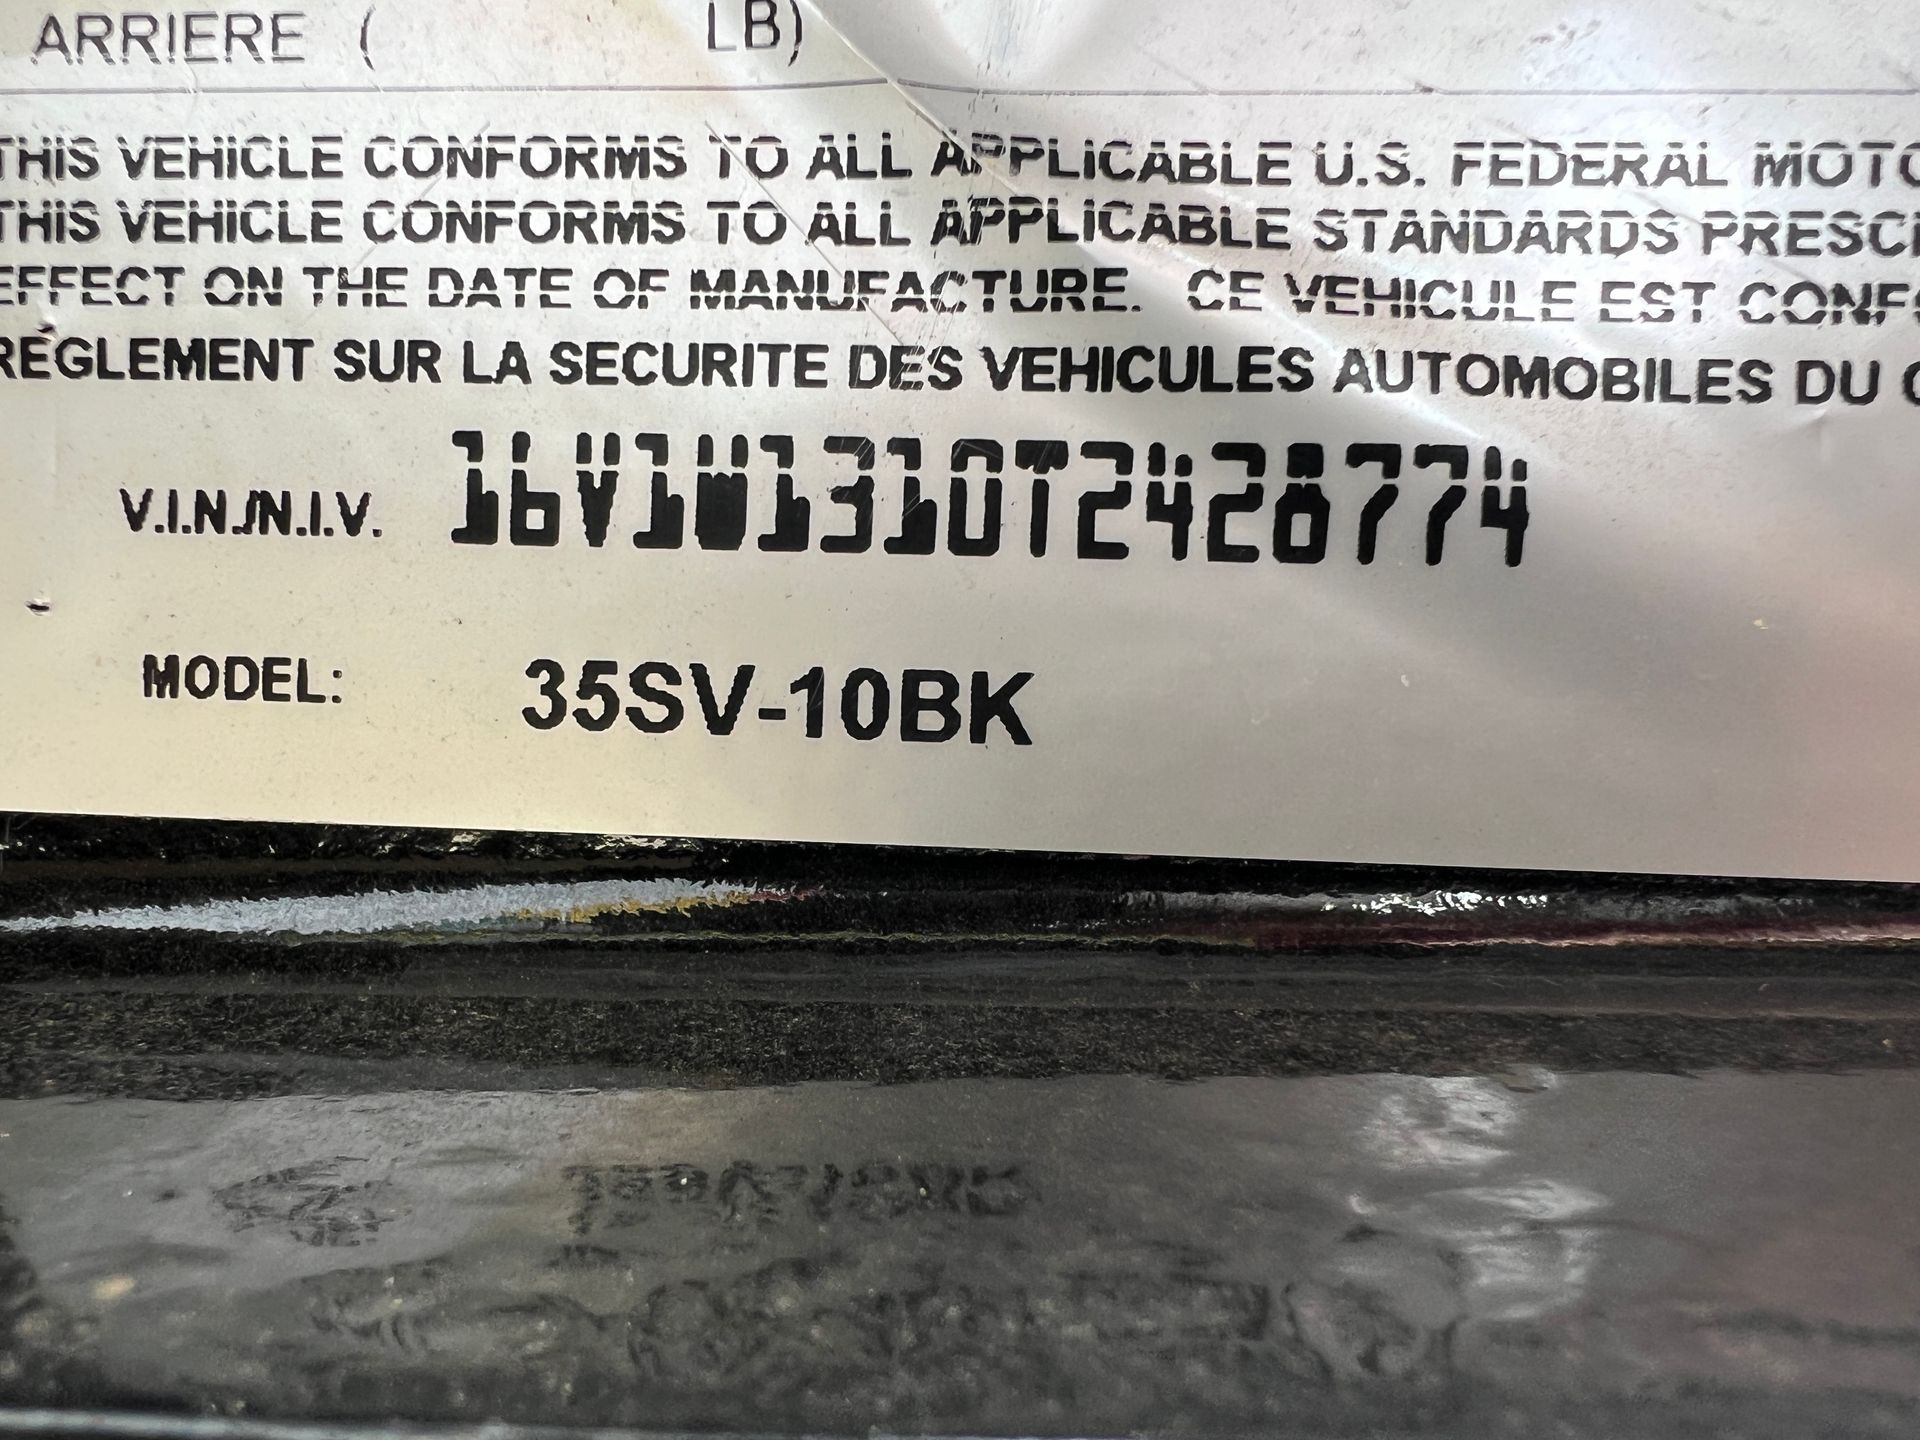 ARRIERE ( LB)
THIS VEHICLE CONFORMS TO ALL APPLICABLE U.S. FEDERAL MOTO
THIS VEHICLE CONFORMS TO ALL APPLICABLE STANDARDS PRESC
EFFECT ON THE DATE OF MANUFACTURE. CE VEHICULE EST CONF
REGLEMENT SUR LA SECURITE DES VEHICULES AUTOMOBILES DU
V.I.N./N.I.V. 16V1W1310T2428774
MODEL: 35SV-10BK